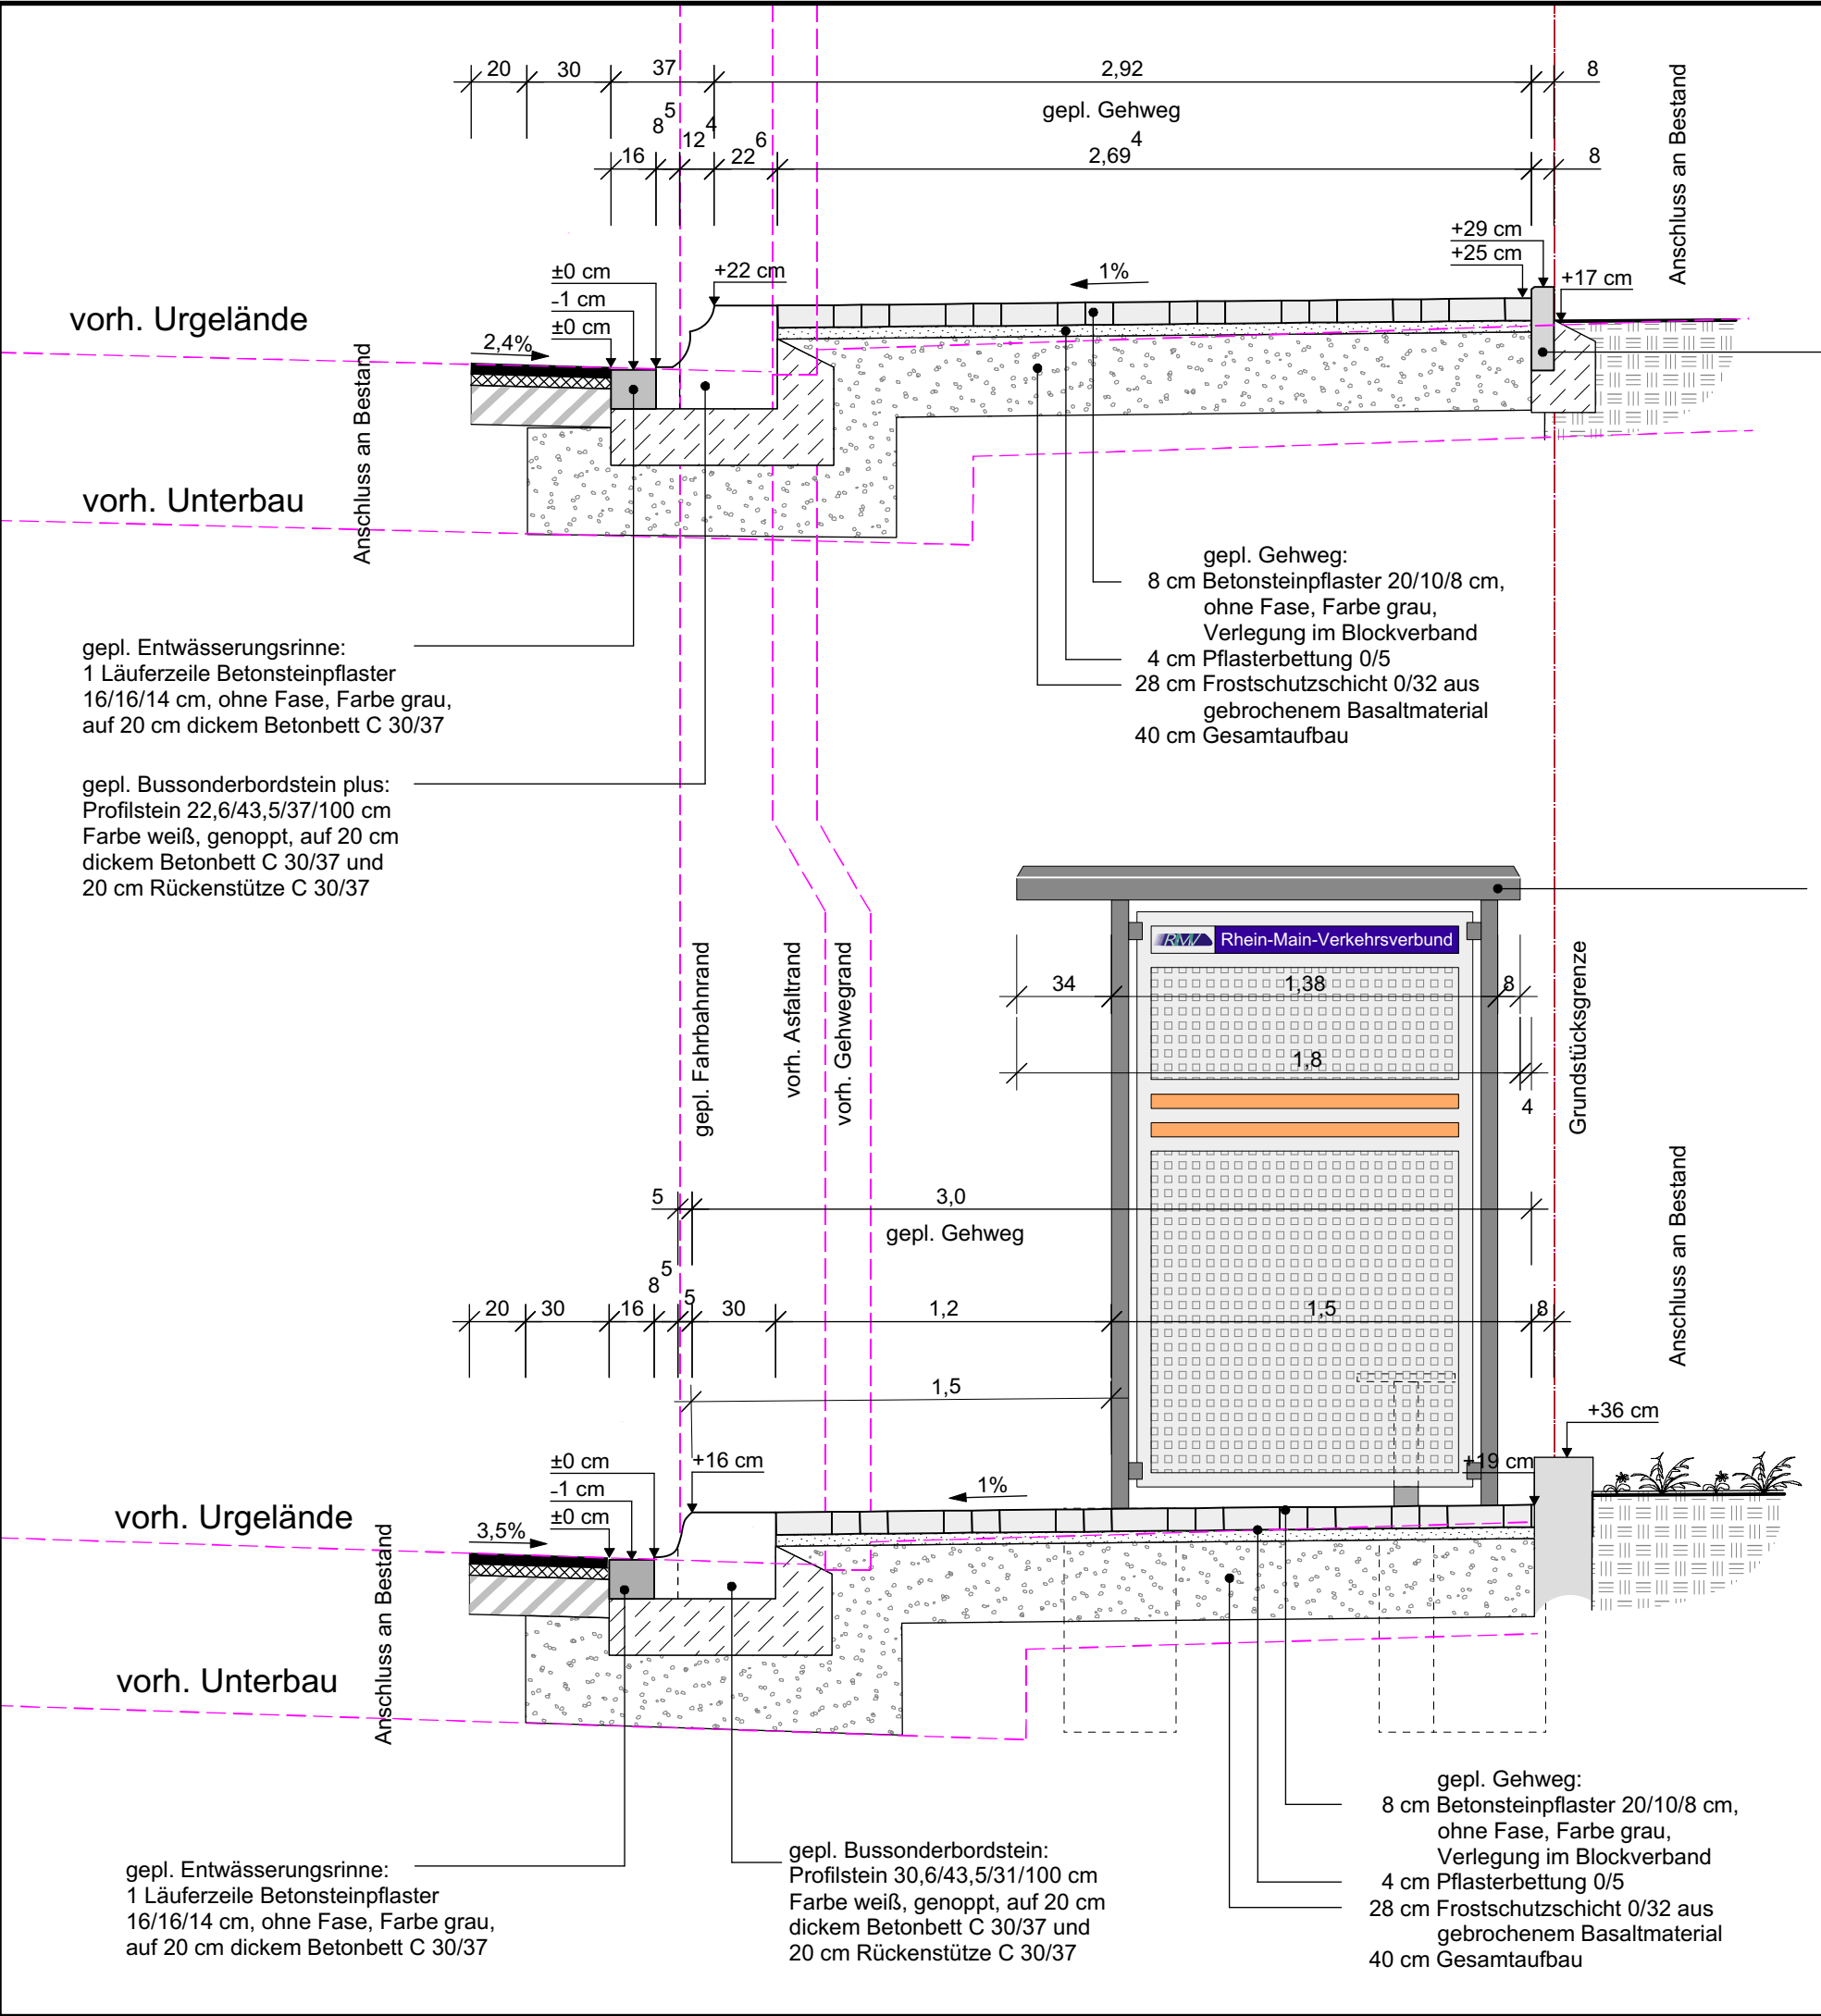 20 30 37 2,92 8
gepl. Gehweg
16 8⁵ 12⁴ 22⁶ 2,69⁴ 8
Anschluss an Bestand
+29 cm
+25 cm
+17 cm
±0 cm
-1 cm
±0 cm
+22 cm
1%
2,4%
vorh. Urgelände
Anschluss an Bestand
vorh. Unterbau
gepl. Gehweg:
8 cm Betonsteinpflaster 20/10/8 cm,
ohne Fase, Farbe grau,
Verlegung im Blockverband
4 cm Pflasterbettung 0/5
28 cm Frostschutzschicht 0/32 aus
gebrochenem Basaltmaterial
40 cm Gesamtaufbau
gepl. Entwässerungsrinne:
1 Läuferzeile Betonsteinpflaster
16/16/14 cm, ohne Fase, Farbe grau,
auf 20 cm dickem Betonbett C 30/37
gepl. Bussonderbordstein plus:
Profilstein 22,6/43,5/37/100 cm
Farbe weiß, genoppt, auf 20 cm
dickem Betonbett C 30/37 und
20 cm Rückenstütze C 30/37
gepl. Fahrbahnrand
vorh. Asfaltrand
vorh. Gehwegrand
RMV Rhein-Main-Verkehrsverbund
34 1,38 8
1,8
4
Grundstücksgrenze
5 3,0
gepl. Gehweg
20 30 16 8⁵ 5 30 1,2 1,5 8
1,5
Anschluss an Bestand
+36 cm
+19 cm
±0 cm
-1 cm
±0 cm
+16 cm
1%
3,5%
vorh. Urgelände
Anschluss an Bestand
vorh. Unterbau
gepl. Entwässerungsrinne:
1 Läuferzeile Betonsteinpflaster
16/16/14 cm, ohne Fase, Farbe grau,
auf 20 cm dickem Betonbett C 30/37
gepl. Bussonderbordstein:
Profilstein 30,6/43,5/31/100 cm
Farbe weiß, genoppt, auf 20 cm
dickem Betonbett C 30/37 und
20 cm Rückenstütze C 30/37
gepl. Gehweg:
8 cm Betonsteinpflaster 20/10/8 cm,
ohne Fase, Farbe grau,
Verlegung im Blockverband
4 cm Pflasterbettung 0/5
28 cm Frostschutzschicht 0/32 aus
gebrochenem Basaltmaterial
40 cm Gesamtaufbau